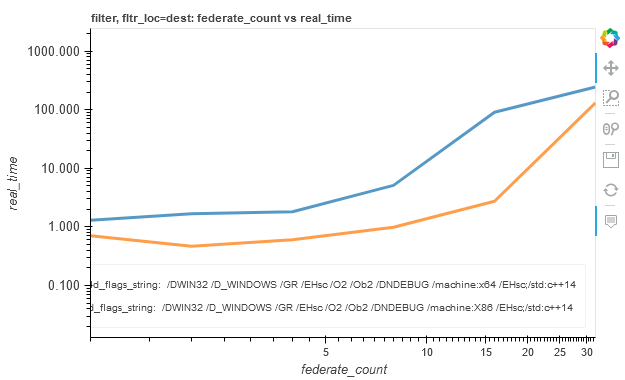 filter, fltr_loc=dest: federate_count vs real_time
1000.000
100.000
10.000
1.000
0.100
real_time
d_flags_string: /DWIN32 /D_WINDOWS /GR /EHsc /O2 /Ob2 /DNDEBUG /machine:x64 /EHsc;/std:c++14
d_flags_string: /DWIN32 /D_WINDOWS /GR /EHsc /O2 /Ob2 /DNDEBUG /machine:X86 /EHsc;/std:c++14
5 10 15 20 25 30
federate_count